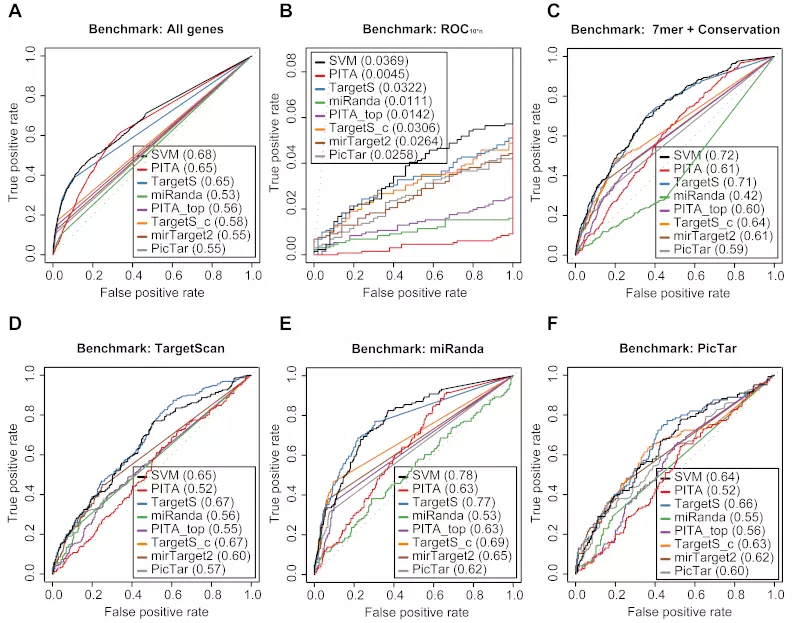 A
Benchmark: All genes
True positive rate
0.0 0.2 0.4 0.6 0.8 1.0
SVM (0.68)
PITA (0.65)
TargetS (0.65)
miRanda (0.53)
PITA_top (0.56)
TargetS_c (0.58)
mirTarget2 (0.55)
PicTar (0.55)
0.0 0.2 0.4 0.6 0.8 1.0
False positive rate
B
Benchmark: ROC10*n
True positive rate
0.00 0.02 0.04 0.06 0.08
SVM (0.0369)
PITA (0.0045)
TargetS (0.0322)
miRanda (0.0111)
PITA_top (0.0142)
TargetS_c (0.0306)
mirTarget2 (0.0264)
PicTar (0.0258)
0.0 0.2 0.4 0.6 0.8 1.0
False positive rate
C
Benchmark: 7mer + Conservation
True positive rate
0.0 0.2 0.4 0.6 0.8 1.0
SVM (0.72)
PITA (0.61)
TargetS (0.71)
miRanda (0.42)
PITA_top (0.60)
TargetS_c (0.64)
mirTarget2 (0.61)
PicTar (0.59)
0.0 0.2 0.4 0.6 0.8 1.0
False positive rate
D
Benchmark: TargetScan
True positive rate
0.0 0.2 0.4 0.6 0.8 1.0
SVM (0.65)
PITA (0.52)
TargetS (0.67)
miRanda (0.56)
PITA_top (0.55)
TargetS_c (0.67)
mirTarget2 (0.60)
PicTar (0.57)
0.0 0.2 0.4 0.6 0.8 1.0
False positive rate
E
Benchmark: miRanda
True positive rate
0.0 0.2 0.4 0.6 0.8 1.0
SVM (0.78)
PITA (0.63)
TargetS (0.77)
miRanda (0.53)
PITA_top (0.63)
TargetS_c (0.69)
mirTarget2 (0.65)
PicTar (0.62)
0.0 0.2 0.4 0.6 0.8 1.0
False positive rate
F
Benchmark: PicTar
True positive rate
0.0 0.2 0.4 0.6 0.8 1.0
SVM (0.64)
PITA (0.52)
TargetS (0.66)
miRanda (0.55)
PITA_top (0.56)
TargetS_c (0.63)
mirTarget2 (0.62)
PicTar (0.60)
0.0 0.2 0.4 0.6 0.8 1.0
False positive rate